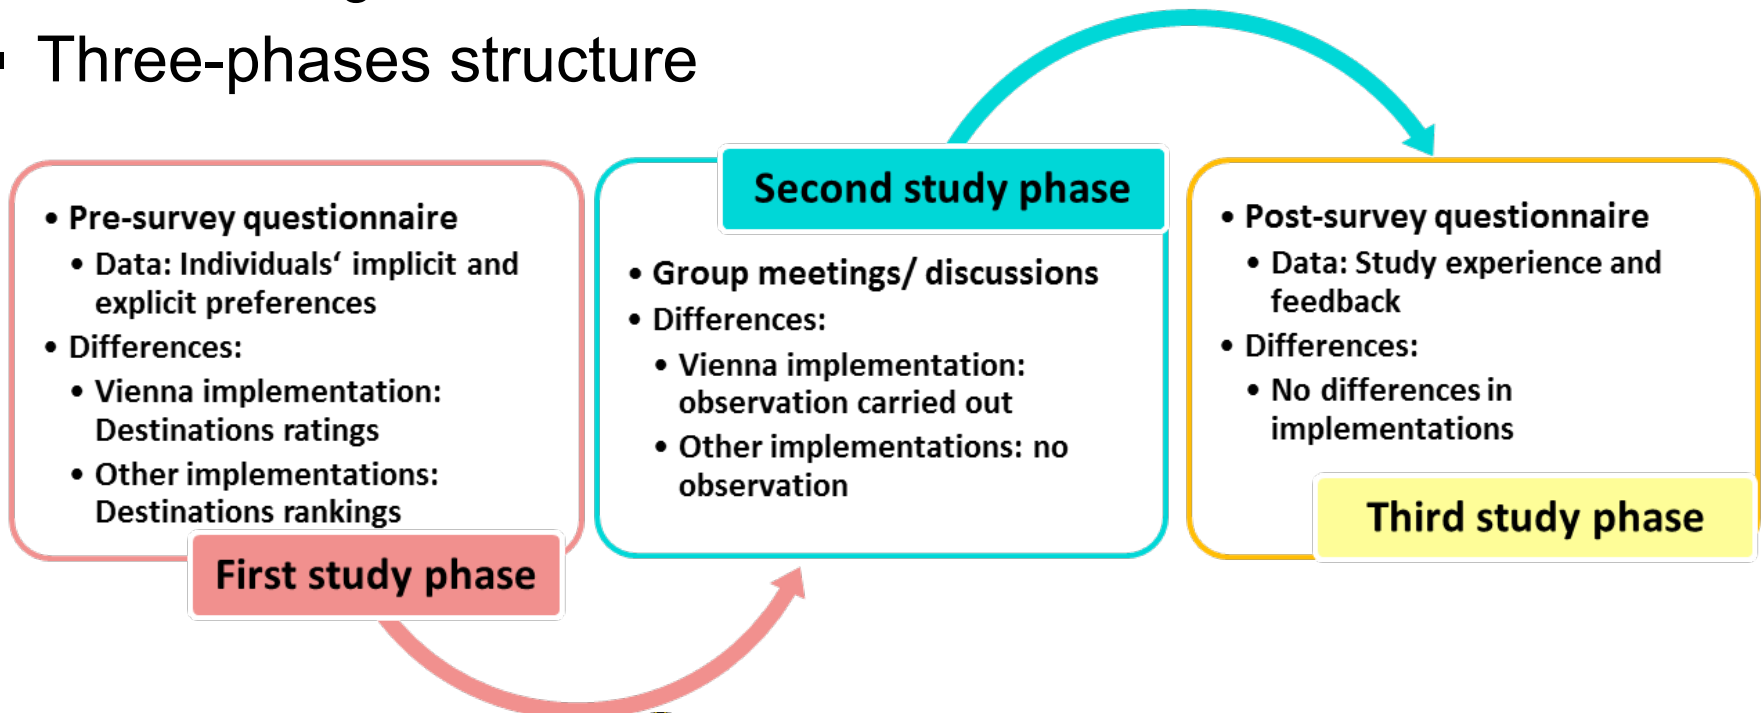 Three-phases structure
• Pre-survey questionnaire
• Data: Individuals‘ implicit and
explicit preferences
• Differences:
• Vienna implementation:
Destinations ratings
• Other implementations:
Destinations rankings
First study phase
Second study phase
• Group meetings/ discussions
• Differences:
• Vienna implementation:
observation carried out
• Other implementations: no
observation
• Post-survey questionnaire
• Data: Study experience and
feedback
• Differences:
• No differences in
implementations
Third study phase